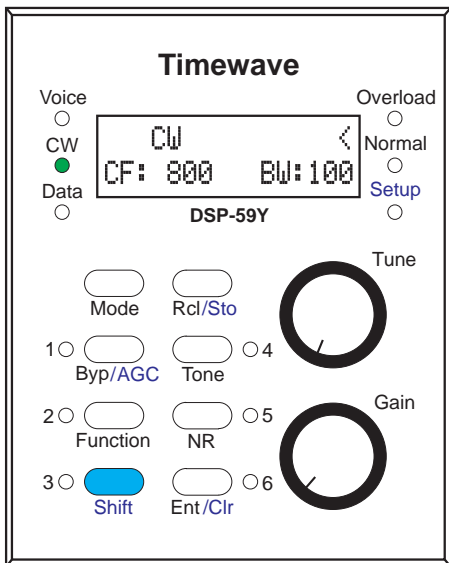 Timewave
Voice
Overload
CW <
CW
Normal
CF: 800 BW:100
Data
Setup
DSP-59Y
Tune
Mode Rcl/Sto
1 4
Byp/AGC Tone
Gain
2 5
Function NR
3 6
Shift Ent/Clr